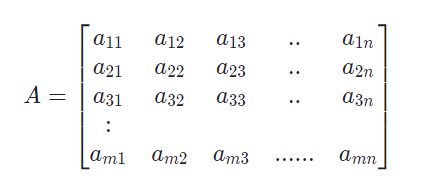 a₁₁ a₁₂ a₁₃ .. a₁ₙ
a₂₁ a₂₂ a₂₃ .. a₂ₙ
A = a₃₁ a₃₂ a₃₃ .. a₃ₙ
:
aₘ₁ aₘ₂ aₘ₃ ...... aₘₙ